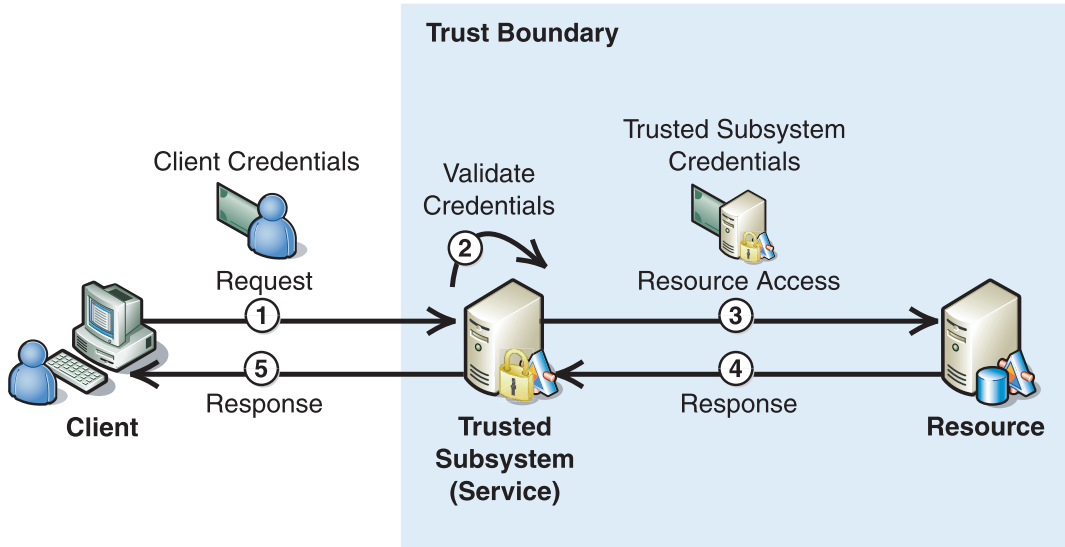 Trust Boundary
Client Credentials
Validate
Credentials
Trusted Subsystem
Credentials
2
Request
Resource Access
1
3
5
4
Response
Response
Client
Trusted
Subsystem
(Service)
Resource